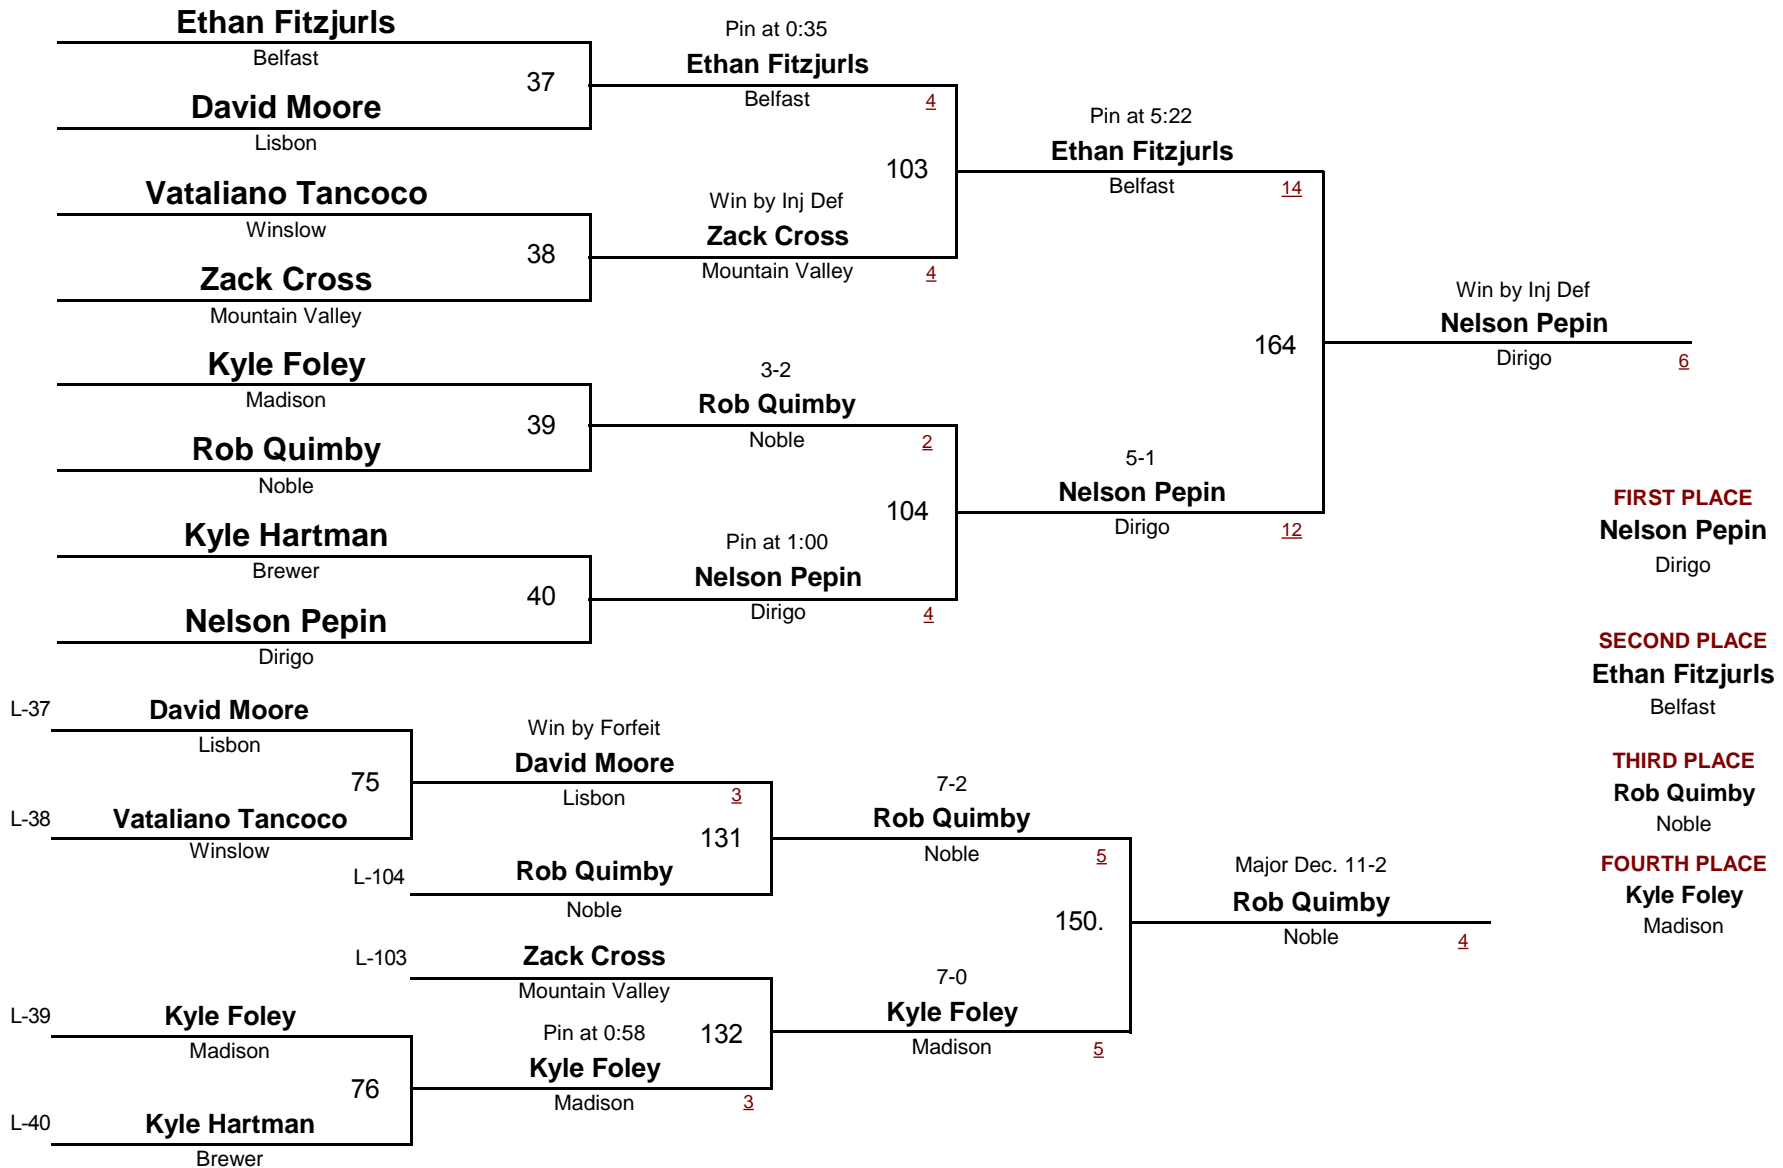 Ethan Fitzjurls
Belfast
37
David Moore
Lisbon
Vataliano Tancoco
Winslow
38
Zack Cross
Mountain Valley
Kyle Foley
Madison
39
Rob Quimby
Noble
Kyle Hartman
Brewer
40
Nelson Pepin
Dirigo
Pin at 0:35
Ethan Fitzjurls
Belfast
4
103
Win by Inj Def
Zack Cross
Mountain Valley
4
3-2
Rob Quimby
Noble
2
104
Pin at 1:00
Nelson Pepin
Dirigo
4
Pin at 5:22
Ethan Fitzjurls
Belfast
14
164
5-1
Nelson Pepin
Dirigo
12
Win by Inj Def
Nelson Pepin
Dirigo
6
FIRST PLACE
Nelson Pepin
Dirigo
SECOND PLACE
Ethan Fitzjurls
Belfast
THIRD PLACE
Rob Quimby
Noble
FOURTH PLACE
Kyle Foley
Madison
L-37
David Moore
Lisbon
75
L-38
Vataliano Tancoco
Winslow
Win by Forfeit
David Moore
Lisbon
3
131
L-104
Rob Quimby
Noble
L-103
Zack Cross
Mountain Valley
132
L-39
Kyle Foley
Madison
76
L-40
Kyle Hartman
Brewer
Pin at 0:58
Kyle Foley
Madison
3
7-2
Rob Quimby
Noble
5
150.
7-0
Kyle Foley
Madison
5
Major Dec. 11-2
Rob Quimby
Noble
4